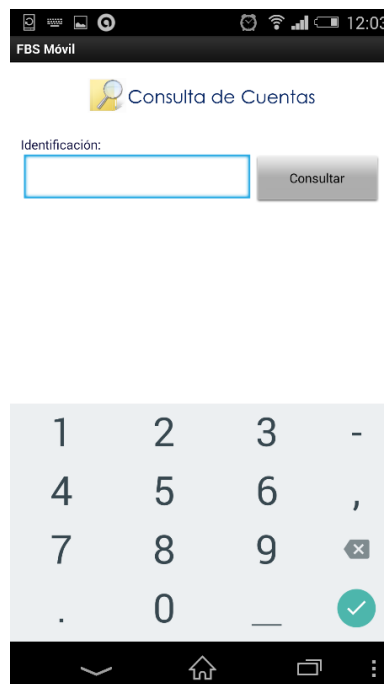 12:03
FBS Móvil
Consulta de Cuentas
Identificación:
Consultar
1 2 3 -
4 5 6 ,
7 8 9
. 0 _